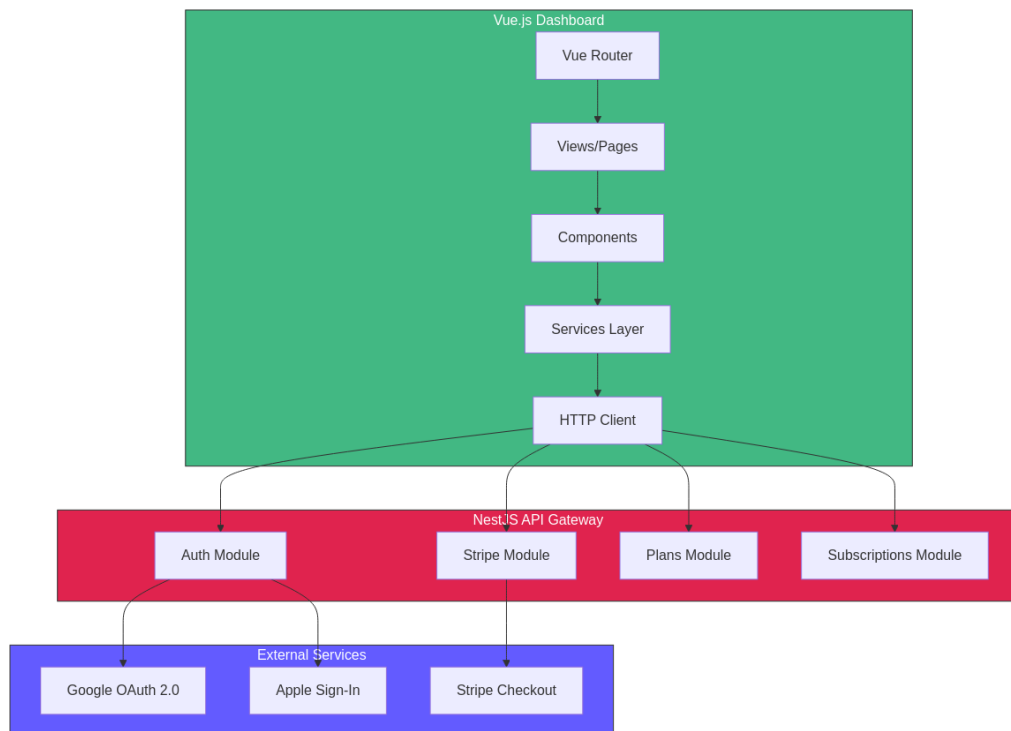 Vue.js Dashboard
Vue Router
Views/Pages
Components
Services Layer
HTTP Client
NestJS API Gateway
Auth Module
Stripe Module
Plans Module
Subscriptions Module
External Services
Google OAuth 2.0
Apple Sign-In
Stripe Checkout